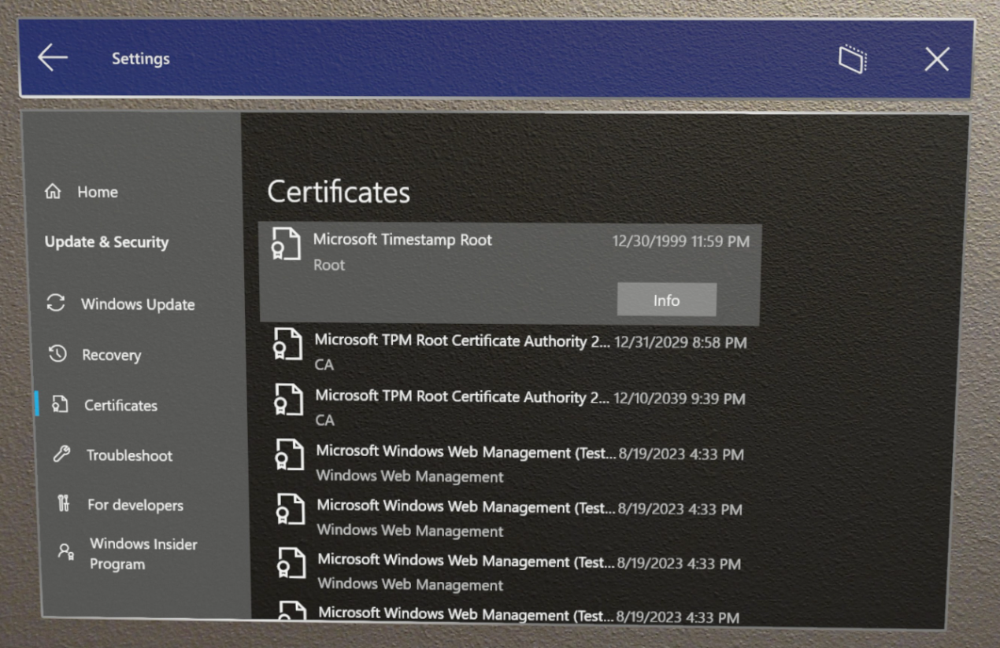 Settings
Home
Update & Security
Windows Update
Recovery
Certificates
Troubleshoot
For developers
Windows Insider
Program
Certificates
Microsoft Timestamp Root 12/30/1999 11:59 PM
Root
Info
Microsoft TPM Root Certificate Authority 2... 12/31/2029 8:58 PM
CA
Microsoft TPM Root Certificate Authority 2... 12/10/2039 9:39 PM
CA
Microsoft Windows Web Management (Test... 8/19/2023 4:33 PM
Windows Web Management
Microsoft Windows Web Management (Test... 8/19/2023 4:33 PM
Windows Web Management
Microsoft Windows Web Management (Test... 8/19/2023 4:33 PM
Windows Web Management
Microsoft Windows Web Management (Test... 8/19/2023 4:33 PM